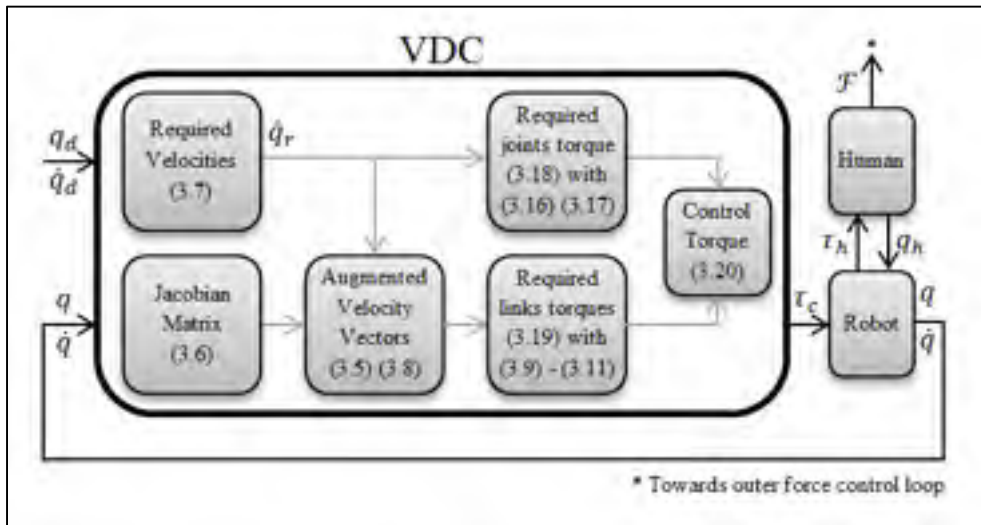 VDC
*
ℱ
q_d
q̇_d
Required
Velocities
(3.7)
q̇_r
Required
joints torque
(3.18) with
(3.16) (3.17)
Human
Control
Torque
(3.20)
τ_h
q_h
q
q̇
Jacobian
Matrix
(3.6)
Augmented
Velocity
Vectors
(3.5) (3.8)
Required
links torques
(3.19) with
(3.9) - (3.11)
τ_c
Robot
q
q̇
* Towards outer force control loop